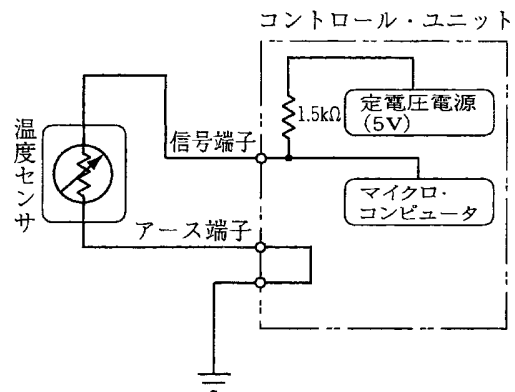 コントロール・ユニット
1.5kΩ
定電圧電源
(5V)
温度センサ
信号端子
マイクロ・
コンピュータ
アース端子